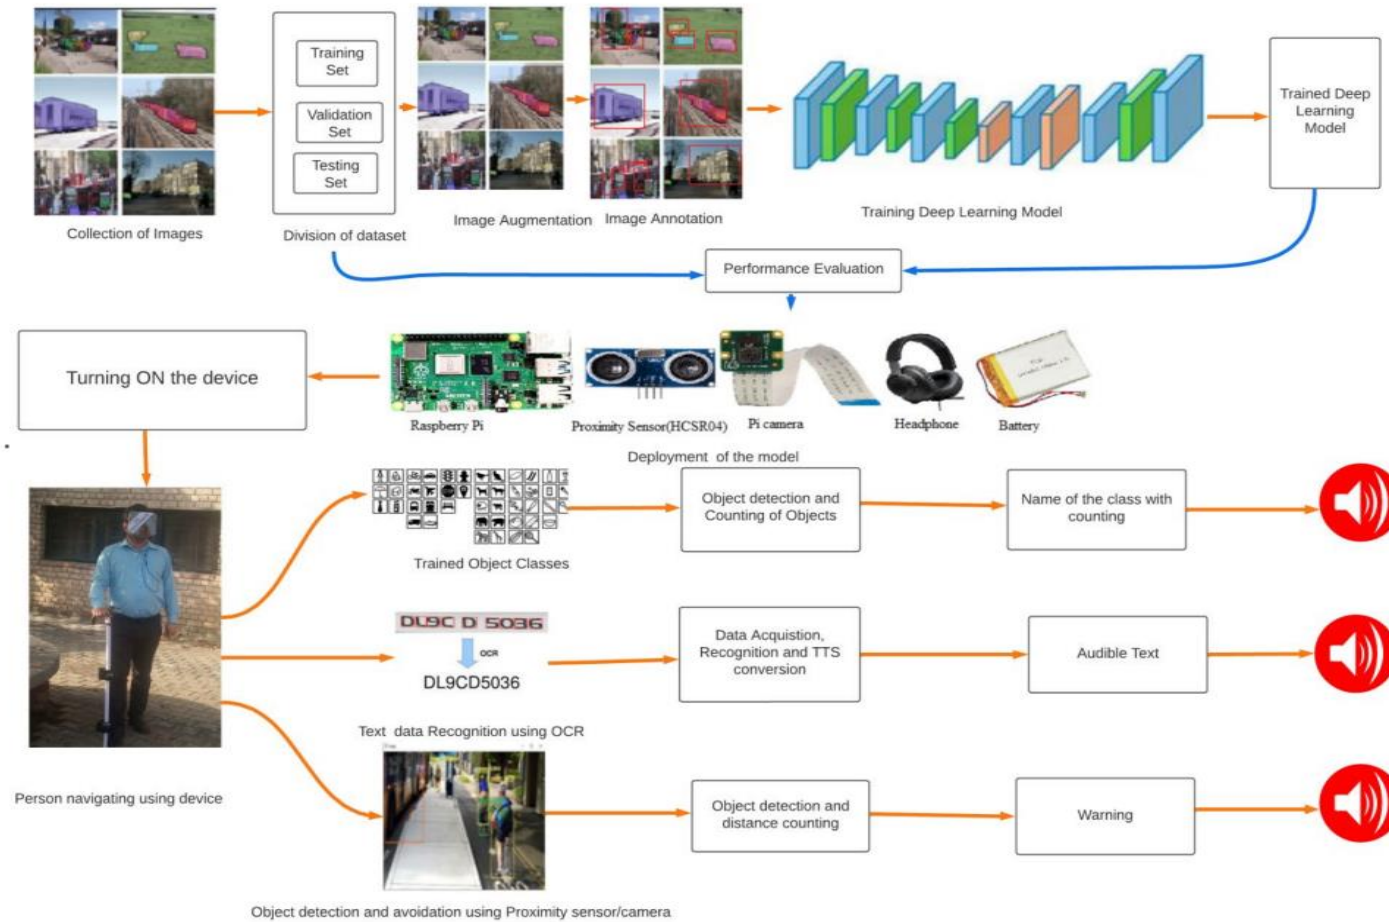 Training
Set
Validation
Set
Testing
Set
Trained Deep
Learning
Model
Collection of Images
Division of dataset
Image Augmentation
Image Annotation
Training Deep Learning Model
Performance Evaluation
Turning ON the device
Raspberry Pi
Proximity Sensor(HCSR04)
Pi camera
Headphone
Battery
Deployment of the model
Trained Object Classes
Object detection and
Counting of Objects
Name of the class with
counting
DL9C D 5036
OCR
DL9CD5036
Text data Recognition using OCR
Data Acquistion,
Recognition and TTS
conversion
Audible Text
Person navigating using device
Object detection and
distance counting
Warning
Object detection and avoidation using Proximity sensor/camera